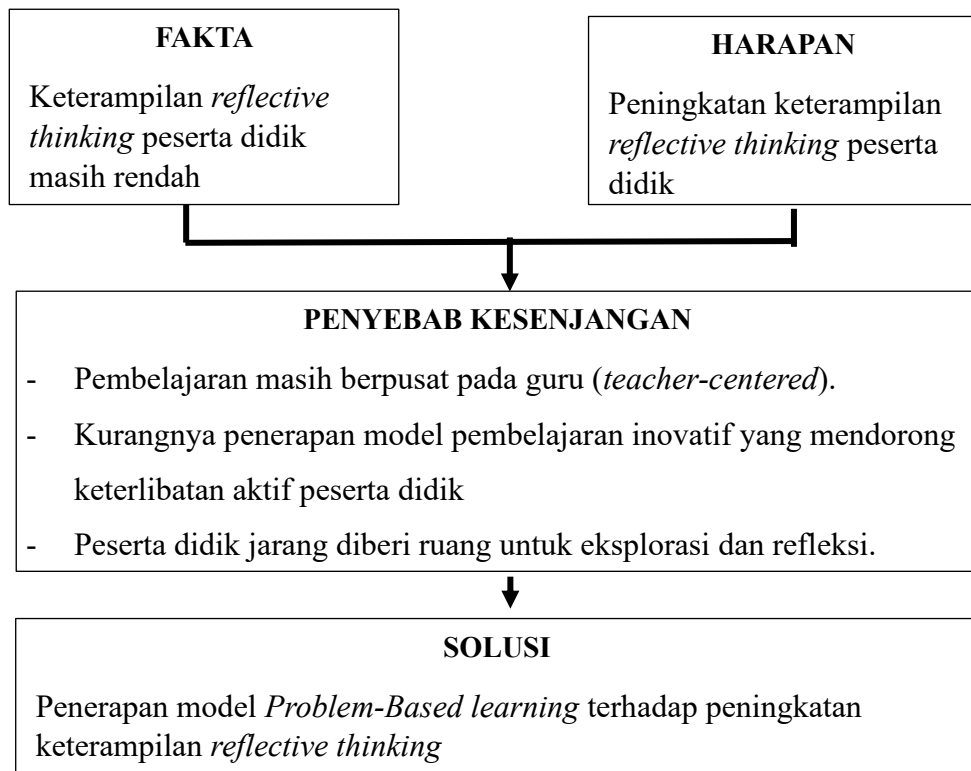 FAKTA
Keterampilan reflective
thinking peserta didik
masih rendah
HARAPAN
Peningkatan keterampilan
reflective thinking peserta
didik
PENYEBAB KESENJANGAN
- Pembelajaran masih berpusat pada guru (teacher-centered).
- Kurangnya penerapan model pembelajaran inovatif yang mendorong
keterlibatan aktif peserta didik
- Peserta didik jarang diberi ruang untuk eksplorasi dan refleksi.
SOLUSI
Penerapan model Problem-Based learning terhadap peningkatan
keterampilan reflective thinking